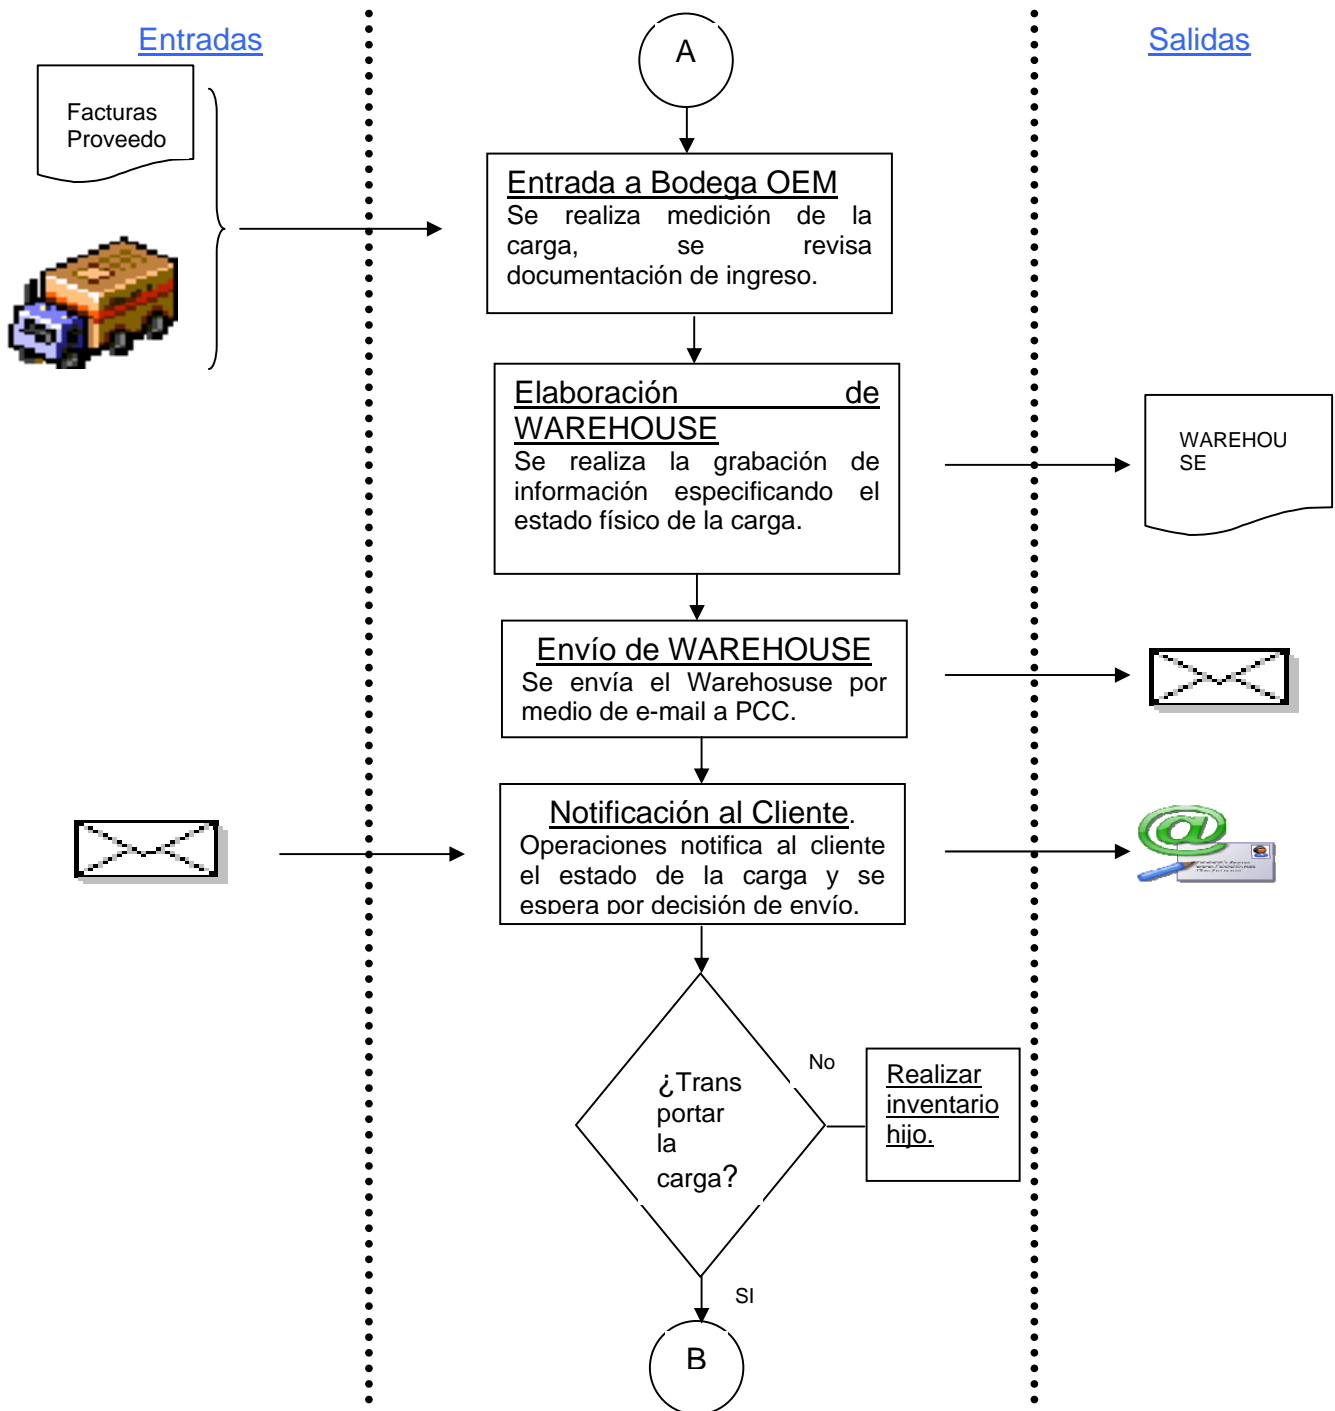 Entradas
Salidas
A
Facturas
Proveedo
Entrada a Bodega OEM
Se realiza medición de la
carga, se revisa
documentación de ingreso.
Elaboración de
WAREHOUSE
Se realiza la grabación de
información especificando el
estado físico de la carga.
WAREHOU
SE
Envío de WAREHOUSE
Se envía el Warehosuse por
medio de e-mail a PCC.
Notificación al Cliente.
Operaciones notifica al cliente
el estado de la carga y se
espera por decisión de envío.
¿Trans
portar
la
carga?
No
Realizar
inventario
hijo.
SI
B